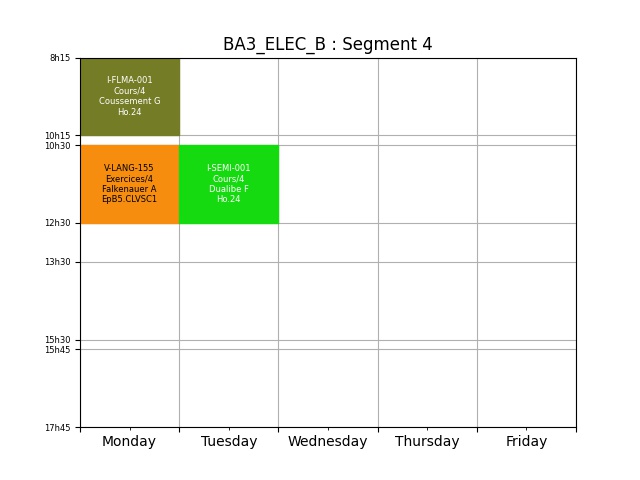 BA3_ELEC_B : Segment 4
8h15
I-FLMA-001
Cours/4
Coussement G
Ho.24
10h15
10h30
V-LANG-155
Exercices/4
Falkenauer A
EpB5.CLVSC1
I-SEMI-001
Cours/4
Dualibe F
Ho.24
12h30
13h30
15h30
15h45
17h45
Monday
Tuesday
Wednesday
Thursday
Friday